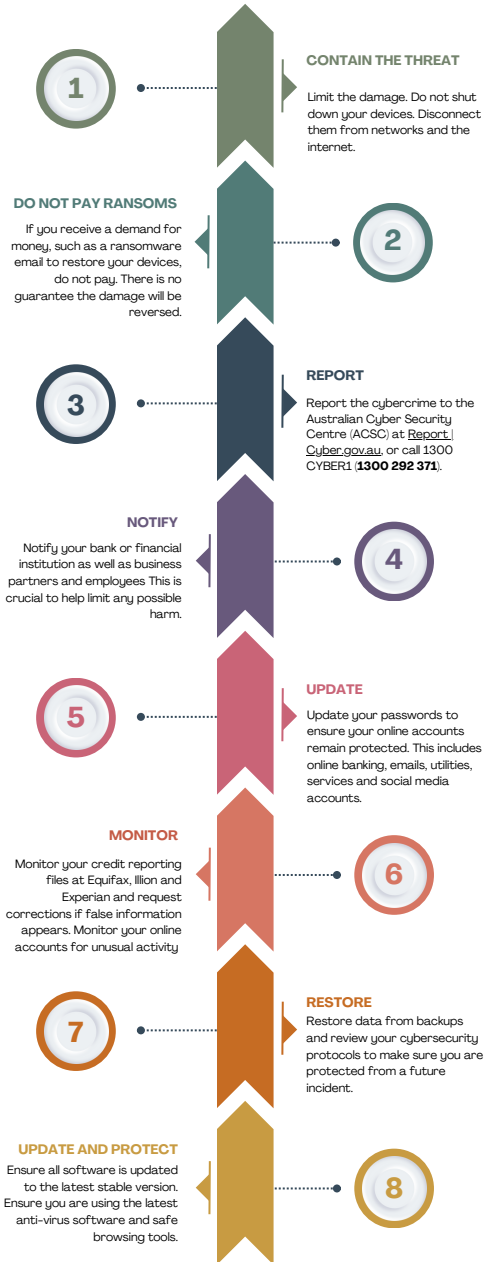 1
CONTAIN THE THREAT
Limit the damage. Do not shut
down your devices. Disconnect
them from networks and the
internet.
DO NOT PAY RANSOMS
If you receive a demand for
money, such as a ransomware
email to restore your devices,
do not pay. There is no
guarantee the damage will be
reversed.
2
3
REPORT
Report the cybercrime to the
Australian Cyber Security
Centre (ACSC) at Report |
Cyber.gov.au, or call 1300
CYBER1 (1300 292 371).
NOTIFY
Notify your bank or financial
institution as well as business
partners and employees This is
crucial to help limit any possible
harm.
4
5
UPDATE
Update your passwords to
ensure your online accounts
remain protected. This includes
online banking, emails, utilities,
services and social media
accounts.
MONITOR
Monitor your credit reporting
files at Equifax, Illion and
Experian and request
corrections if false information
appears. Monitor your online
accounts for unusual activity
6
7
RESTORE
Restore data from backups
and review your cybersecurity
protocols to make sure you are
protected from a future
incident.
UPDATE AND PROTECT
Ensure all software is updated
to the latest stable version.
Ensure you are using the latest
anti-virus software and safe
browsing tools.
8